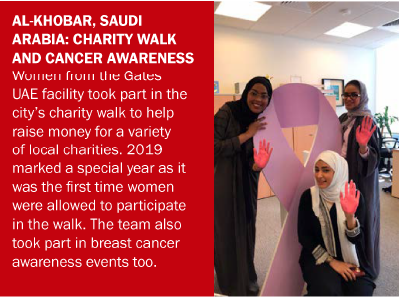 AL-KHOBAR, SAUDI
ARABIA: CHARITY WALK
AND CANCER AWARENESS
Women from the Gates
UAE facility took part in the
city's charity walk to help
raise money for a variety
of local charities. 2019
marked a special year as it
was the first time women
were allowed to participate
in the walk. The team also
took part in breast cancer
awareness events too.